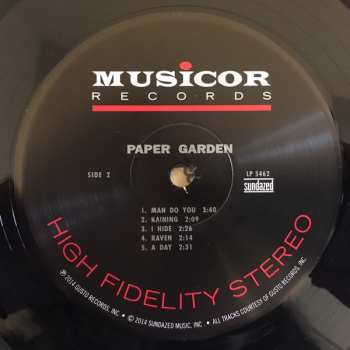 MUSICOR
RECORDS
PAPER GARDEN
SIDE 2
LP 5462
sundazed
1. MAN DO YOU 2:40
2. RAINING 2:09
3. I HIDE 2:26
4. RAVEN 2:14
5. A DAY 2:31
HIGH FIDELITY STEREO
℗ 2014 GUSTO RECORDS, INC. • © 2014 SUNDAZED MUSIC, INC. • ALL TRACKS COURTESY OF GUSTO RECORDS, INC.